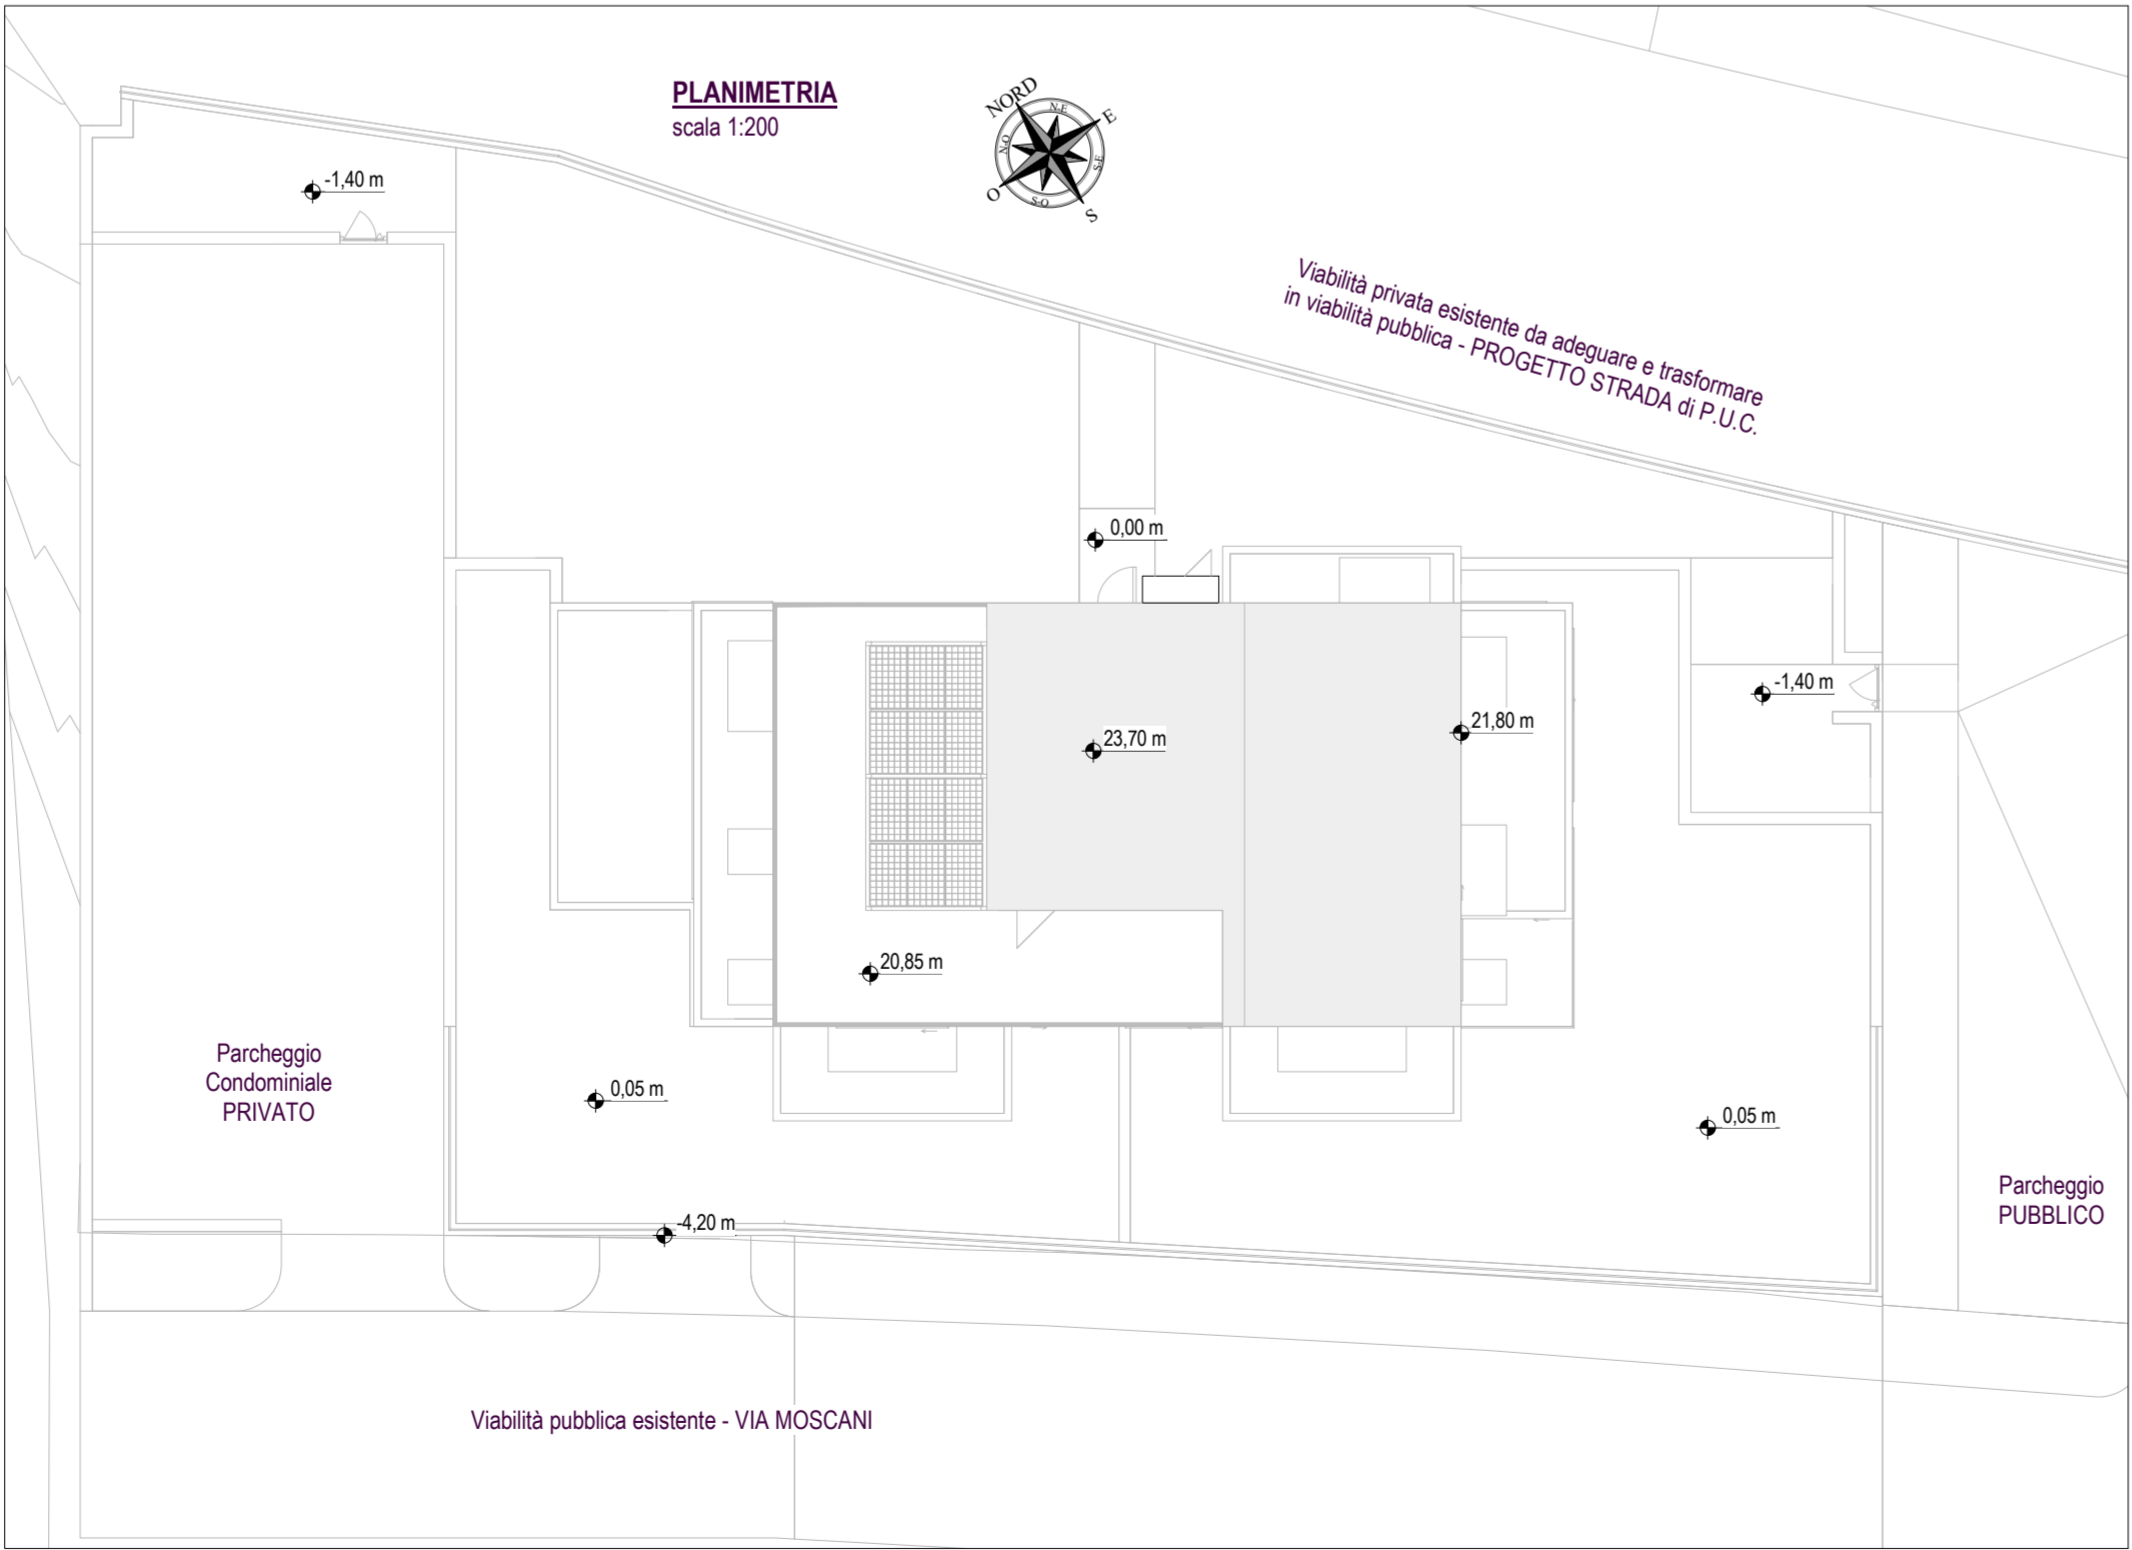 PLANIMETRIA
scala 1:200
NORD
N-E
E
S-E
S
S-O
O
N-O
-1,40 m
Viabilità privata esistente da adeguare e trasformare
in viabilità pubblica - PROGETTO STRADA di P.U.C.
0,00 m
-1,40 m
21,80 m
23,70 m
20,85 m
Parcheggio
Condominiale
PRIVATO
0,05 m
0,05 m
Parcheggio
PUBBLICO
-4,20 m
Viabilità pubblica esistente - VIA MOSCANI